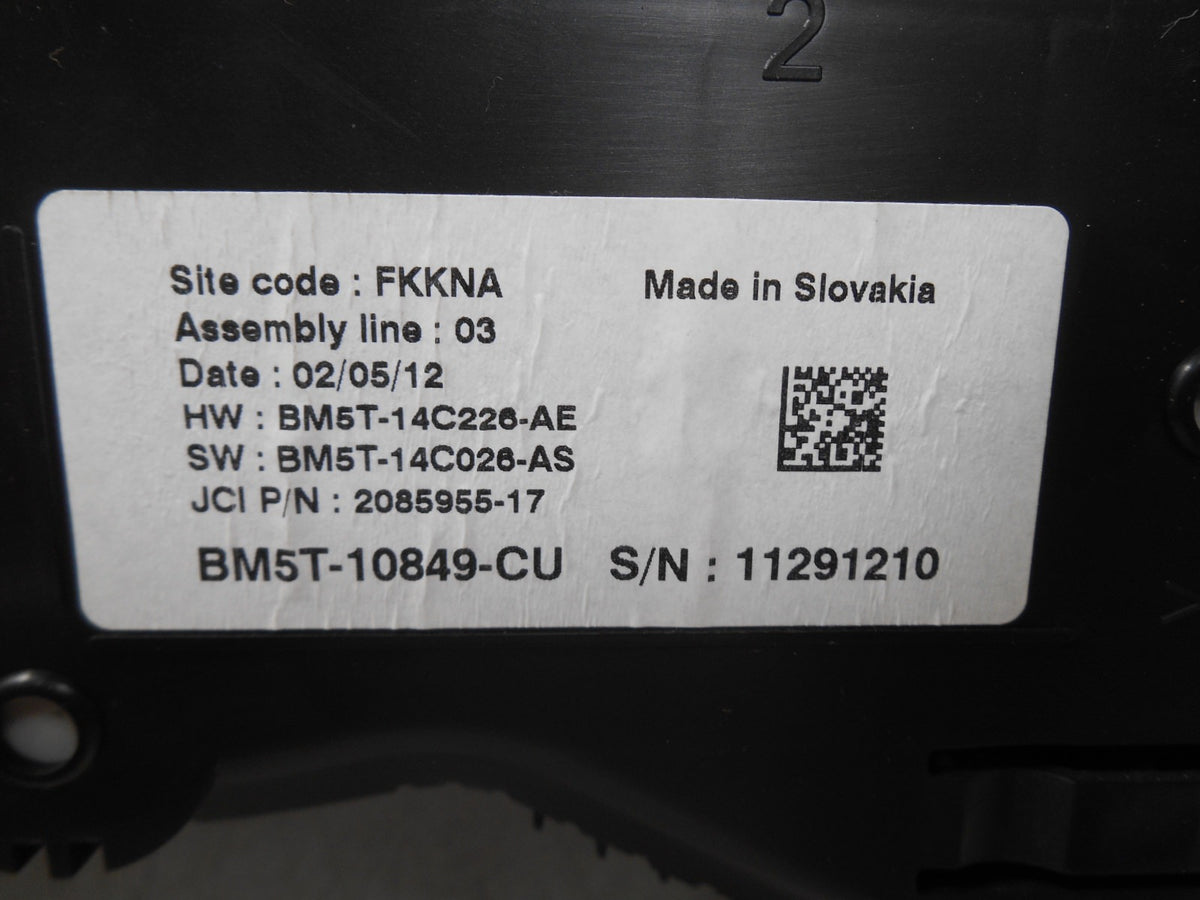 2
Site code : FKKNA
Made in Slovakia
Assembly line : 03
Date : 02/05/12
HW : BM5T-14C226-AE
SW : BM5T-14C026-AS
JCI P/N : 2085955-17
BM5T-10849-CU S/N : 11291210